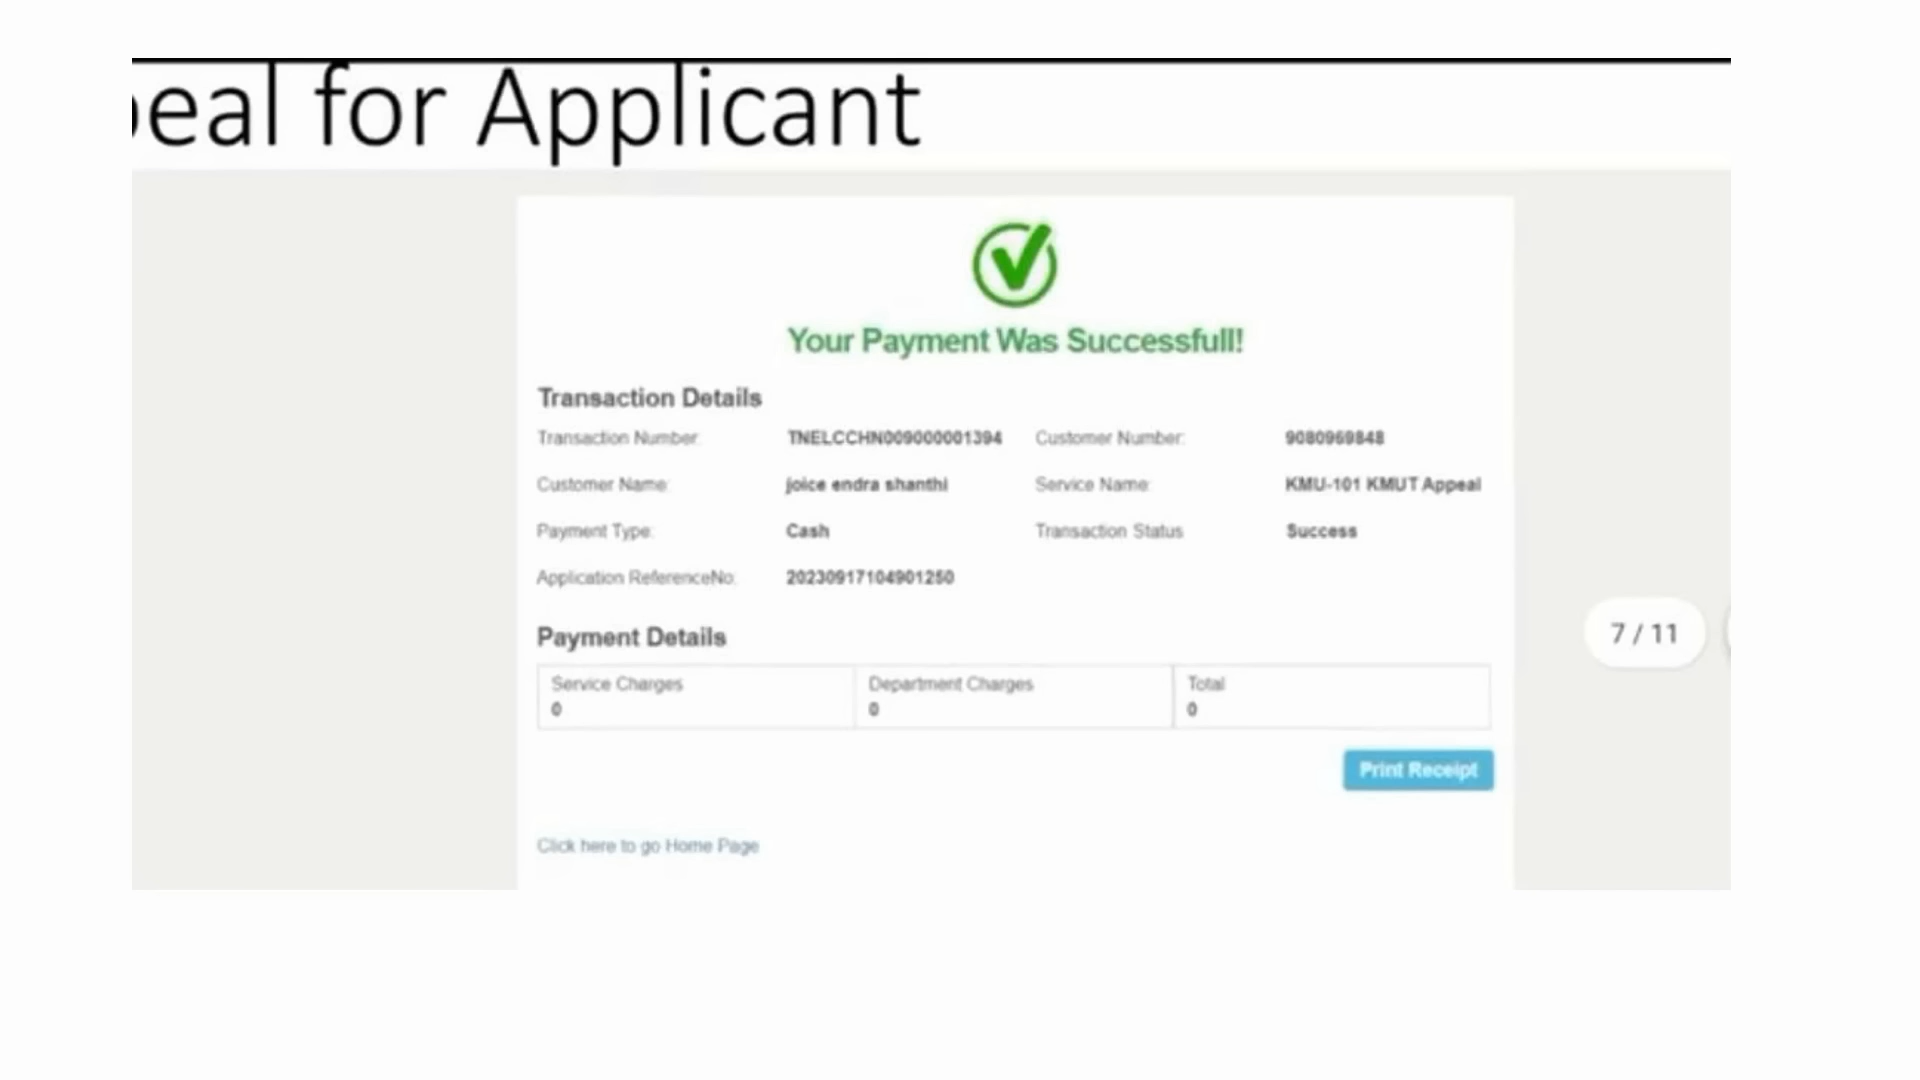 peal for Applicant
Your Payment Was Successfull!
Transaction Details
Transaction Number: TNELCCHN009000001394 Customer Number: 9080969848
Customer Name: joice endra shanthi Service Name: KMU-101 KMUT Appeal
Payment Type: Cash Transaction Status Success
Application ReferenceNo: 20230917104901250
Payment Details
Service Charges Department Charges Total
0 0 0
Print Receipt
Click here to go Home Page
7 / 11